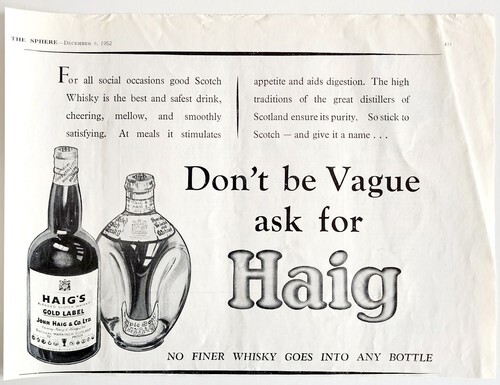 THE SPHERE—DECEMBER 6, 1952
For all social occasions good Scotch
Whisky is the best and safest drink,
cheering, mellow, and smoothly
satisfying. At meals it stimulates
appetite and aids digestion. The high
traditions of the great distillers of
Scotland ensure its purity. So stick to
Scotch — and give it a name . . .
Don't be Vague
ask for
Haig
HAIG'S
GOLD LABEL
JOHN HAIG & CO. LTD
NO FINER WHISKY GOES INTO ANY BOTTLE